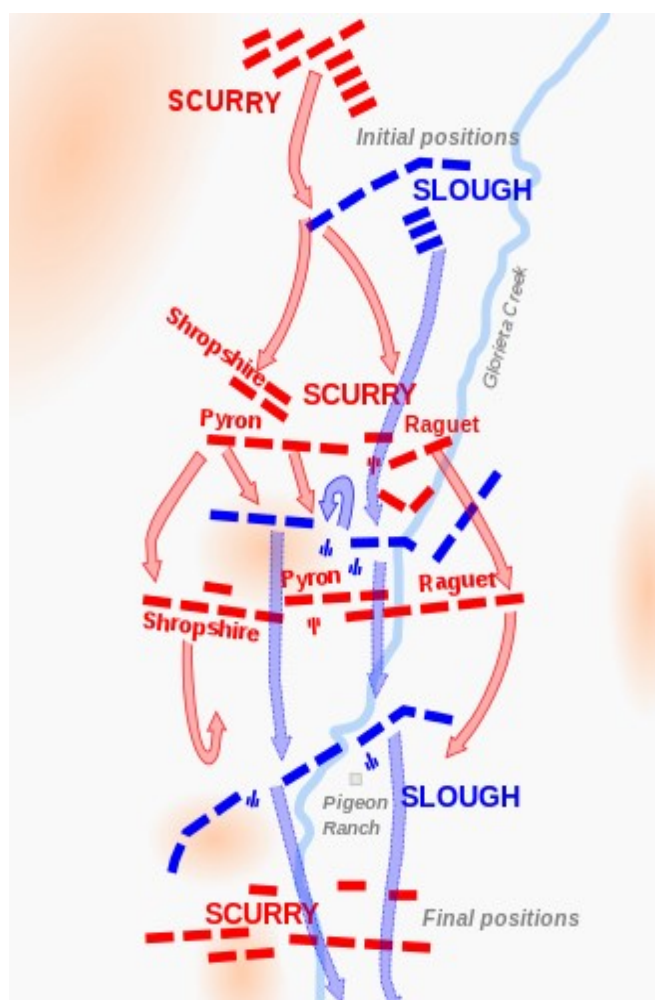 SCURRY
Initial positions
SLOUGH
Glorieta Creek
Shropshire
SCURRY
Pyron
Raguet
Pyron
Raguet
Shropshire
SLOUGH
Pigeon
Ranch
SCURRY
Final positions